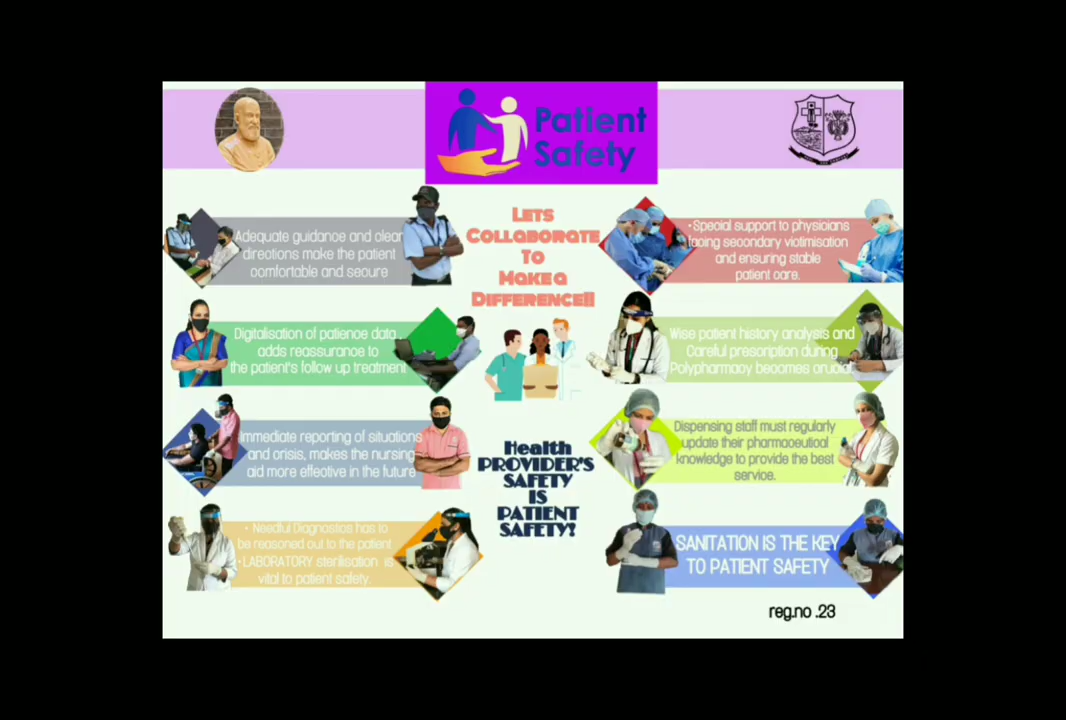 Patient
Safety
Adequate guidance and clear
directions make the patient
comfortable and secure
Digitalisation of patience data
adds reassurance to
the patient's follow up treatment
Immediate reporting of situations
and crisis, makes the nursing
aid more effective in the future
• Needful Diagnostics has to
be reasoned out to the patient
•LABORATORY sterilisation is
vital to patient safety.
LETS
COLLABORATE
TO
MAKE A
DIFFERENCE!!
Health
PROVIDER'S
SAFETY
IS
PATIENT
SAFETY!
• Special support to physicians
facing secondary victimisation
and ensuring stable
patient care.
Wise patient history analysis and
Careful prescription during
Polypharmacy becomes crucial
Dispensing staff must regularly
update their pharmaceutical
knowledge to provide the best
service.
SANITATION IS THE KEY
TO PATIENT SAFETY
reg.no .23